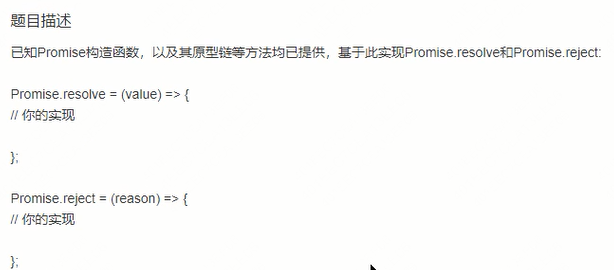 题目描述
已知Promise构造函数，以及其原型链等方法均已提供，基于此实现Promise.resolve和Promise.reject:
Promise.resolve = (value) => {
// 你的实现
};
Promise.reject = (reason) => {
// 你的实现
};